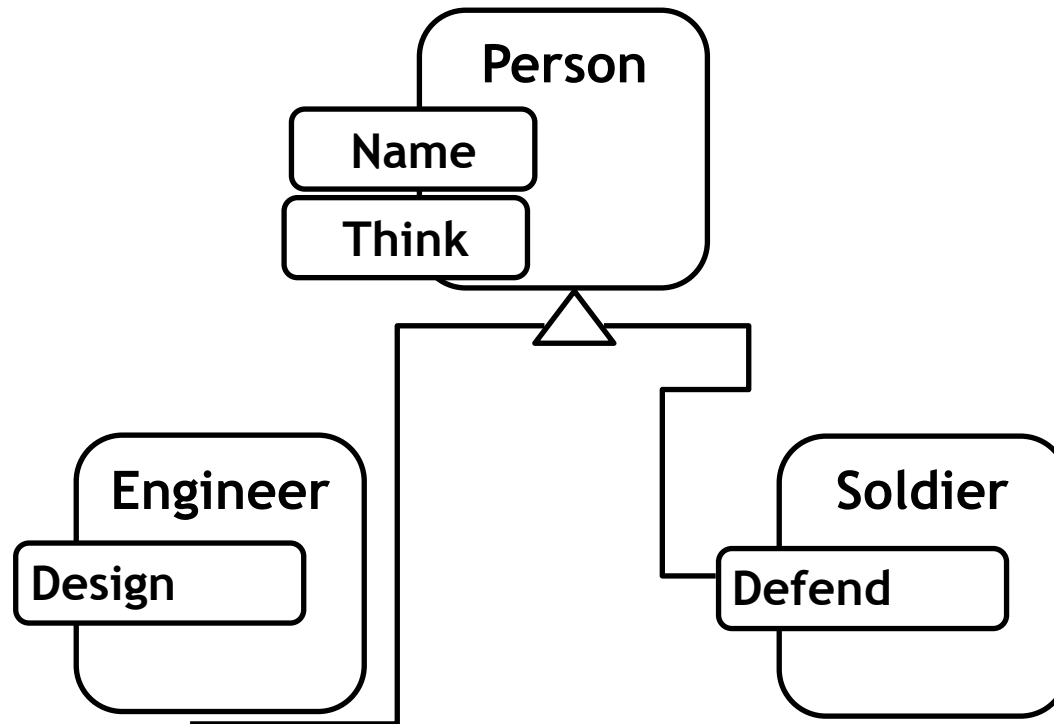 Person
Name
Think
Engineer
Design
Soldier
Defend